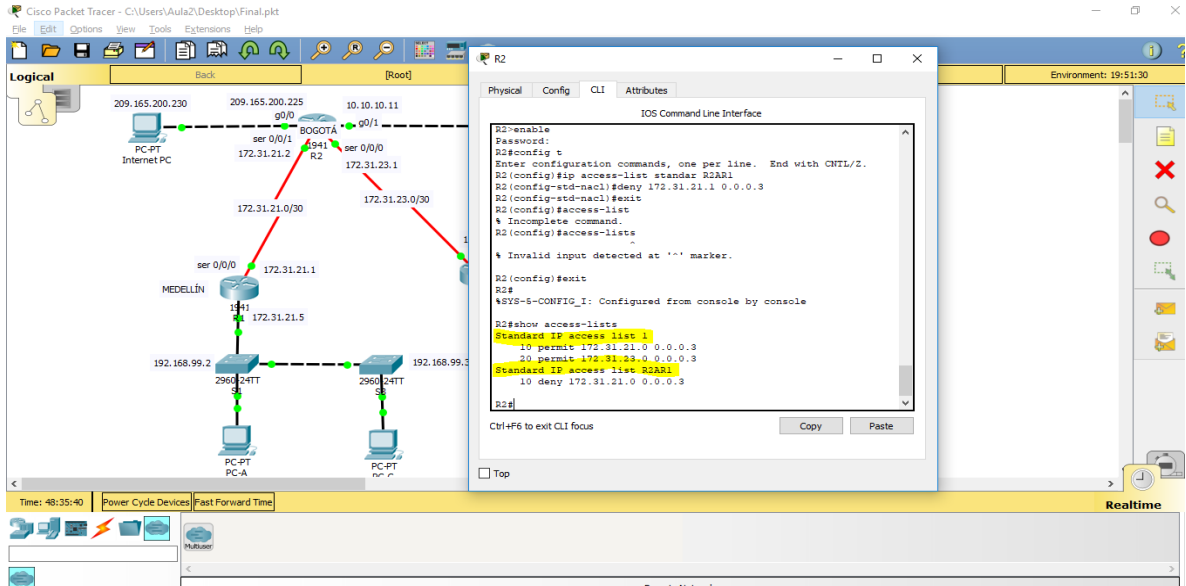 Cisco Packet Tracer - C:\Users\Aula2\Desktop\Final.pkt
File Edit Options View Tools Extensions Help
Logical
Back
[Root]
Environment: 19:51:30
209.165.200.230
209.165.200.225
10.10.10.11
g0/0
g0/1
BOGOTÁ
1941
R2
PC-PT
Internet PC
ser 0/0/1
172.31.21.2
ser 0/0/0
172.31.23.1
172.31.21.0/30
172.31.23.0/30
ser 0/0/0
172.31.21.1
MEDELLÍN
1941
R1
172.31.21.5
192.168.99.2
192.168.99.3
2960-24TT
S1
2960-24TT
S3
PC-PT
PC-A
PC-PT
PC-C
R2
Physical Config CLI Attributes
IOS Command Line Interface
R2>enable
Password:
R2#config t
Enter configuration commands, one per line. End with CNTL/Z.
R2(config)#ip access-list standar R2AR1
R2(config-std-nacl)#deny 172.31.21.1 0.0.0.3
R2(config-std-nacl)#exit
R2(config)#access-list
% Incomplete command.
R2(config)#access-lists
^
% Invalid input detected at '^' marker.
R2(config)#exit
R2#
%SYS-5-CONFIG_I: Configured from console by console
R2#show access-lists
Standard IP access list 1
10 permit 172.31.21.0 0.0.0.3
20 permit 172.31.23.0 0.0.0.3
Standard IP access list R2AR1
10 deny 172.31.21.0 0.0.0.3
R2#
Ctrl+F6 to exit CLI focus
Copy
Paste
Top
Time: 48:35:40
Power Cycle Devices Fast Forward Time
Realtime
Multiuser